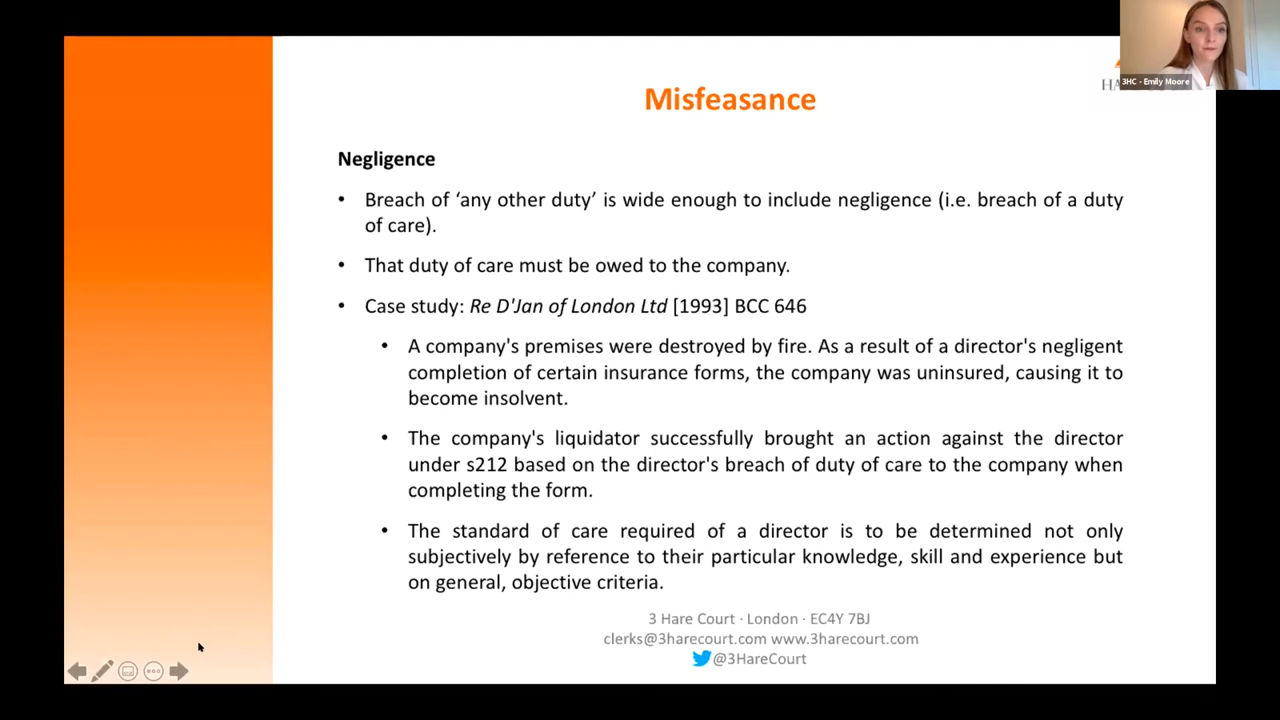 3HC - Emily Moore
HA
Misfeasance
Negligence
• Breach of ‘any other duty’ is wide enough to include negligence (i.e. breach of a duty
of care).
• That duty of care must be owed to the company.
• Case study: Re D'Jan of London Ltd [1993] BCC 646
• A company's premises were destroyed by fire. As a result of a director's negligent
completion of certain insurance forms, the company was uninsured, causing it to
become insolvent.
• The company's liquidator successfully brought an action against the director
under s212 based on the director's breach of duty of care to the company when
completing the form.
• The standard of care required of a director is to be determined not only
subjectively by reference to their particular knowledge, skill and experience but
on general, objective criteria.
3 Hare Court · London · EC4Y 7BJ
clerks@3harecourt.com www.3harecourt.com
@3HareCourt